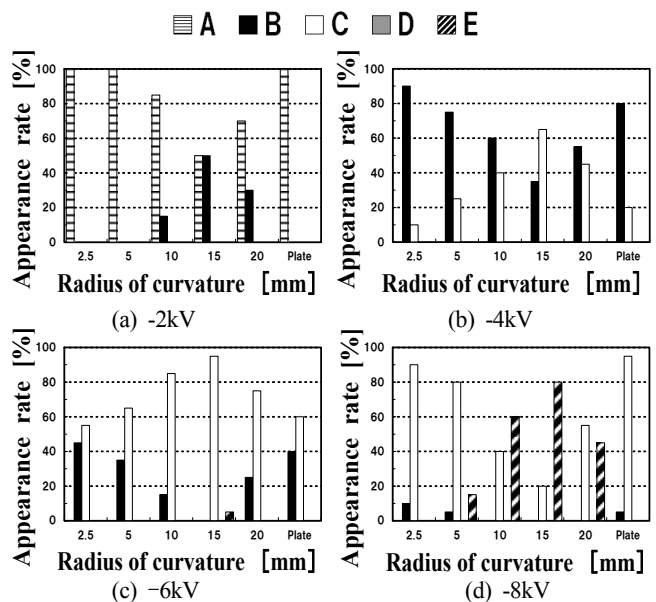 A B C D E
Appearance rate [%]
100
80
60
40
20
0
2.5 5 10 15 20 Plate
Radius of curvature [mm]
(a) -2kV
Appearance rate [%]
100
80
60
40
20
0
2.5 5 10 15 20 Plate
Radius of curvature [mm]
(b) -4kV
Appearance rate [%]
100
80
60
40
20
0
2.5 5 10 15 20 Plate
Radius of curvature [mm]
(c) -6kV
Appearance rate [%]
100
80
60
40
20
0
2.5 5 10 15 20 Plate
Radius of curvature [mm]
(d) -8kV